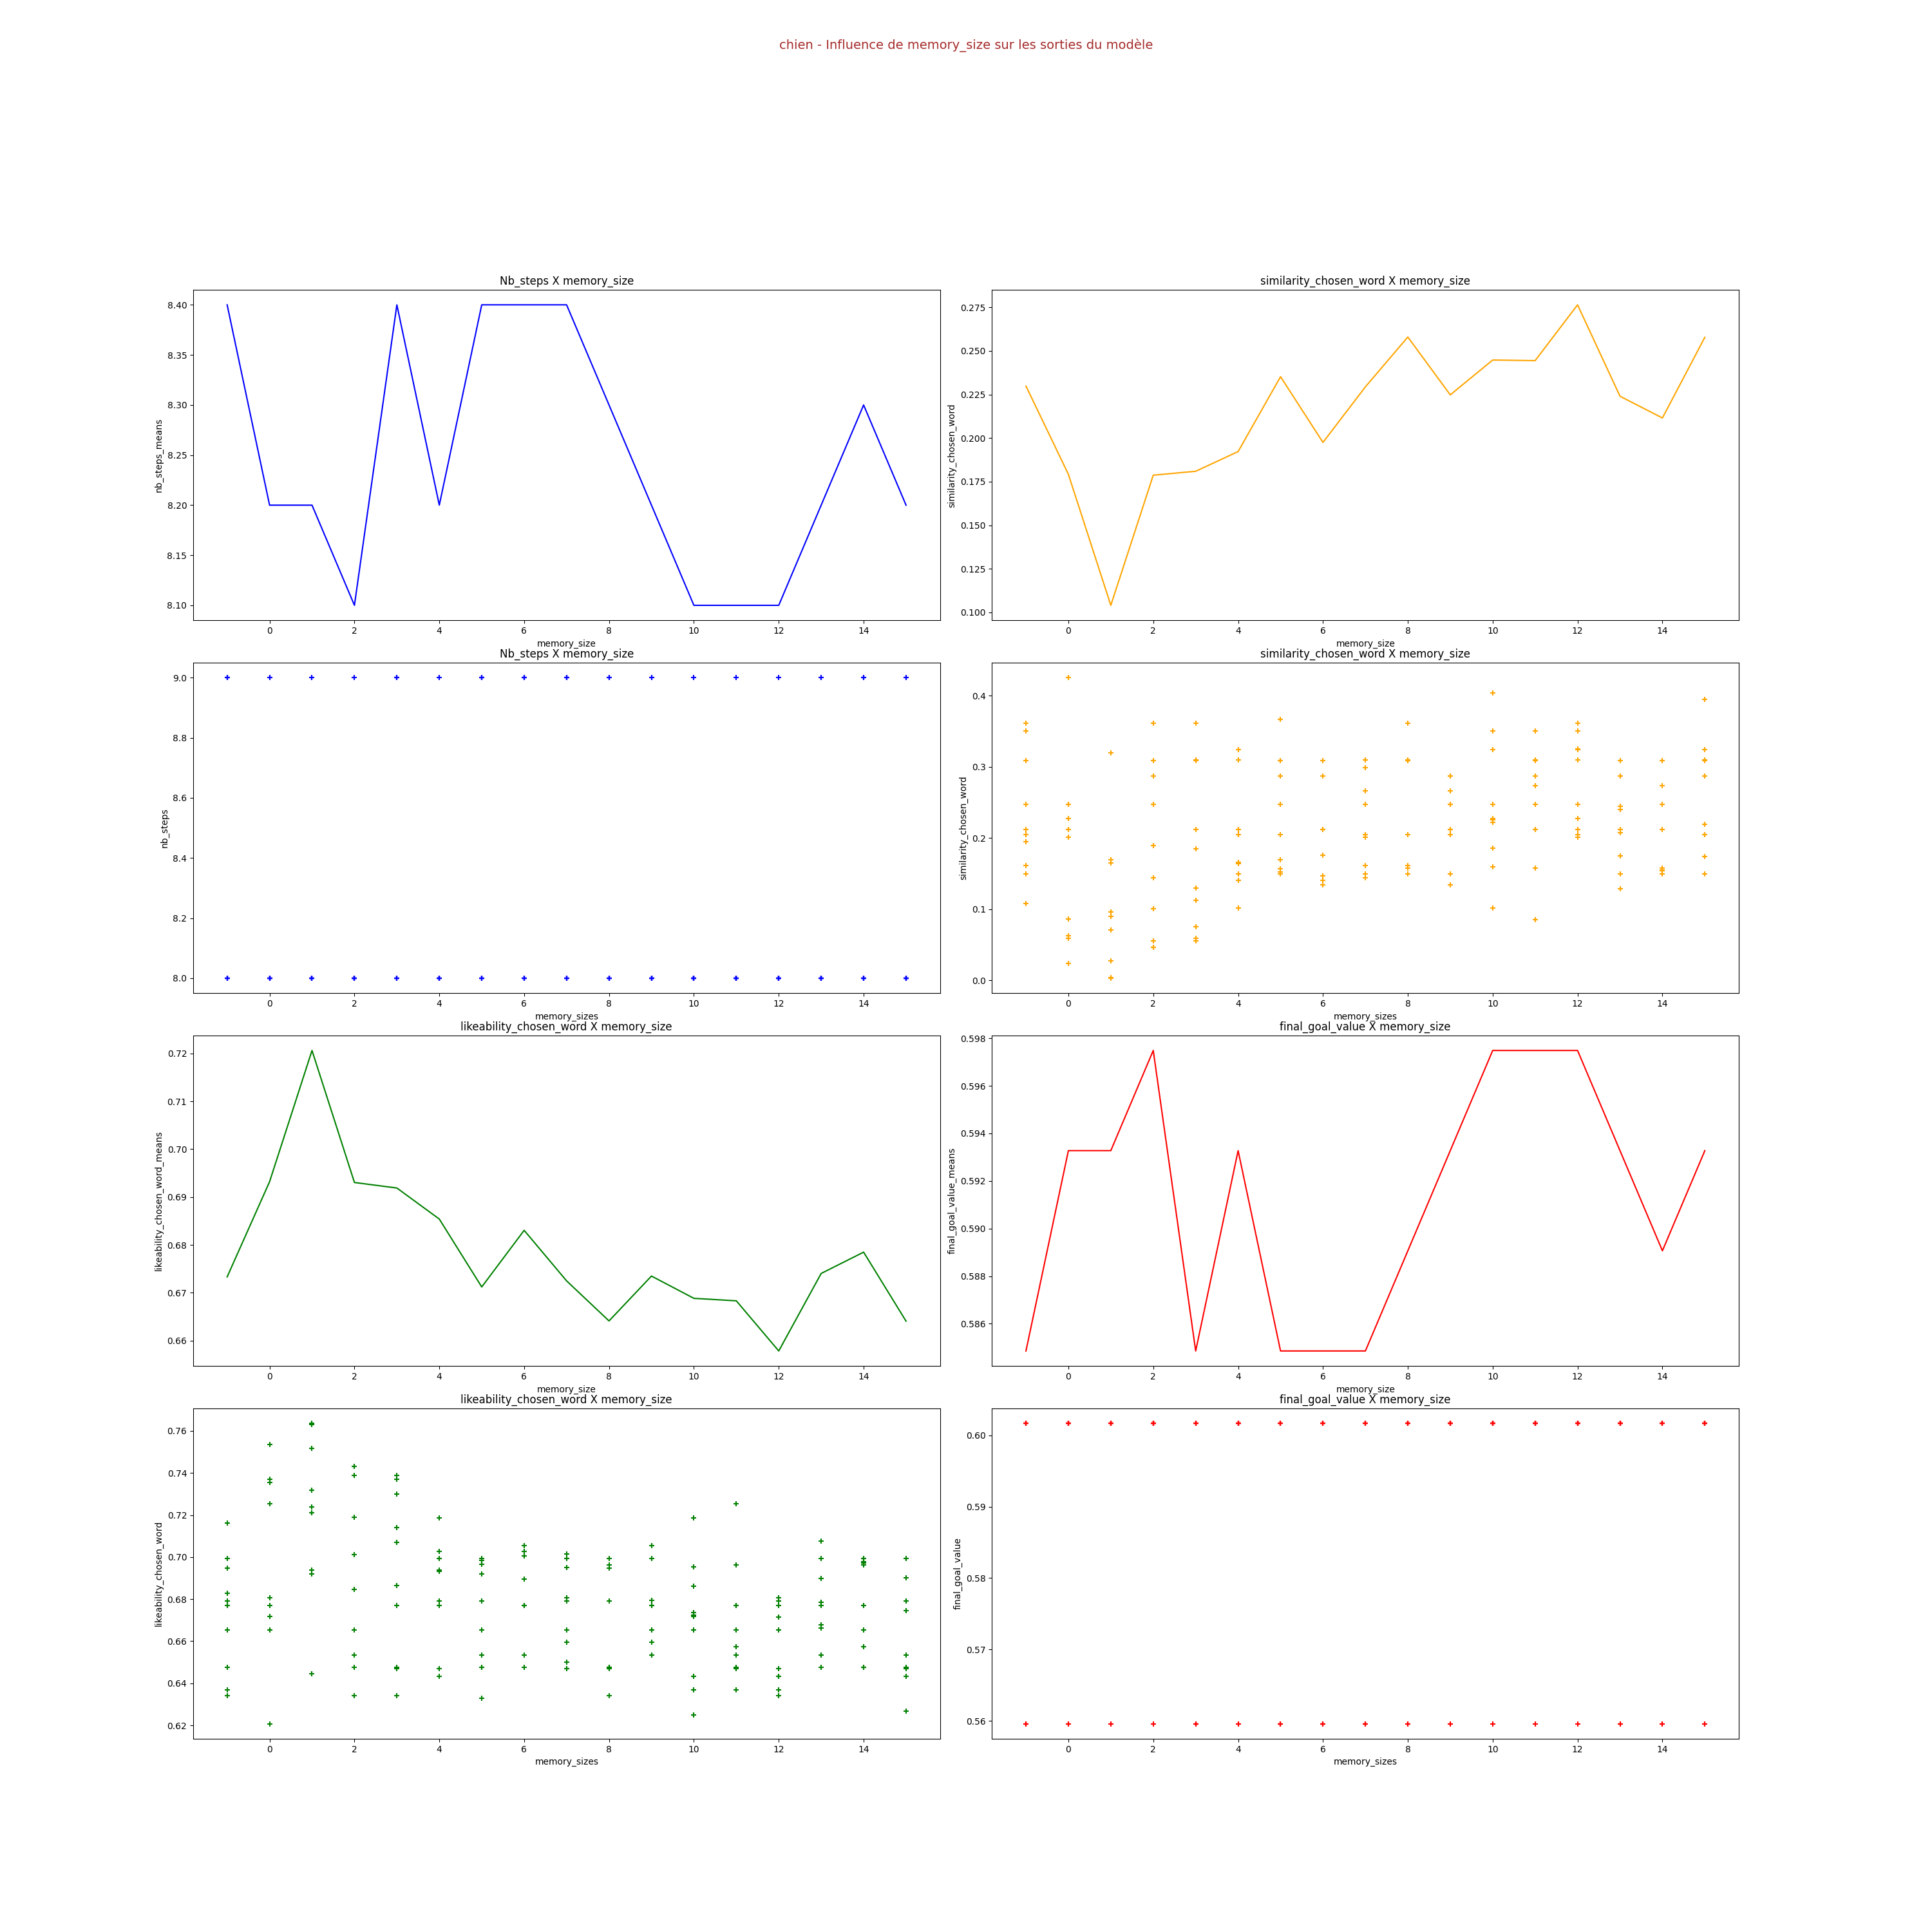 chien - Influence de memory_size sur les sorties du modèle
Nb_steps X memory_size
8.40
8.35
8.30
8.25
8.20
8.15
8.10
nb_steps_means
0 2 4 6 8 10 12 14
memory_size
similarity_chosen_word X memory_size
0.275
0.250
0.225
0.200
0.175
0.150
0.125
0.100
similarity_chosen_word
0 2 4 6 8 10 12 14
memory_size
Nb_steps X memory_size
9.0
8.8
8.6
8.4
8.2
8.0
nb_steps
0 2 4 6 8 10 12 14
memory_sizes
similarity_chosen_word X memory_size
0.4
0.3
0.2
0.1
0.0
similarity_chosen_word
0 2 4 6 8 10 12 14
memory_sizes
likeability_chosen_word X memory_size
0.72
0.71
0.70
0.69
0.68
0.67
0.66
likeability_chosen_word_means
0 2 4 6 8 10 12 14
memory_size
final_goal_value X memory_size
0.598
0.596
0.594
0.592
0.590
0.588
0.586
final_goal_value_means
0 2 4 6 8 10 12 14
memory_size
likeability_chosen_word X memory_size
0.76
0.74
0.72
0.70
0.68
0.66
0.64
0.62
likeability_chosen_word
0 2 4 6 8 10 12 14
memory_sizes
final_goal_value X memory_size
0.60
0.59
0.58
0.57
0.56
final_goal_value
0 2 4 6 8 10 12 14
memory_sizes